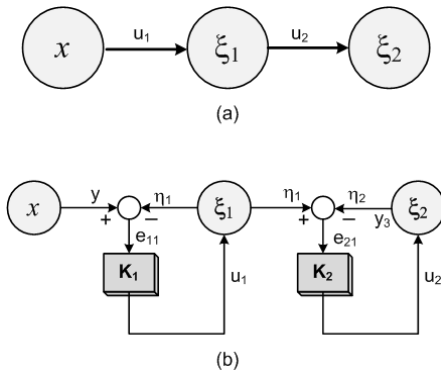 x u₁ ξ₁ u₂ ξ₂
(a)
x y + − η₁ ξ₁ η₁ + − η₂ y₃ ξ₂
e₁₁ e₂₁
K₁ u₁ K₂ u₂
(b)